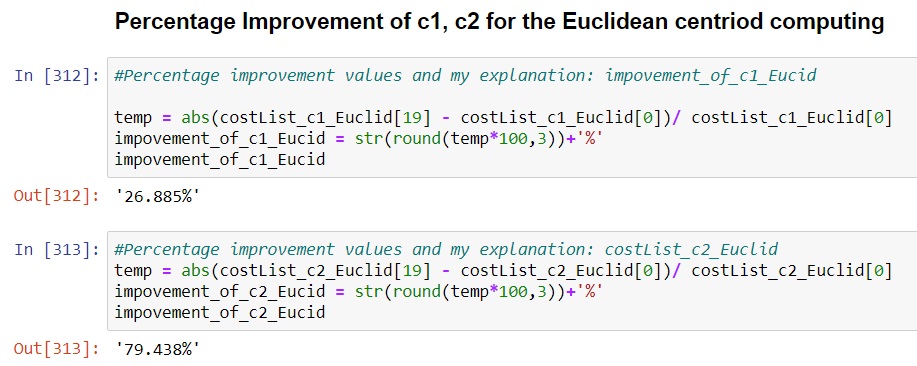 Percentage Improvement of c1, c2 for the Euclidean centriod computing
In [312]: #Percentage improvement values and my explanation: impovement_of_c1_Eucid
temp = abs(costList_c1_Euclid[19] - costList_c1_Euclid[0])/ costList_c1_Euclid[0]
impovement_of_c1_Eucid = str(round(temp*100,3))+'%'
impovement_of_c1_Eucid
Out[312]: '26.885%'
In [313]: #Percentage improvement values and my explanation: costList_c2_Euclid
temp = abs(costList_c2_Euclid[19] - costList_c2_Euclid[0])/ costList_c2_Euclid[0]
impovement_of_c2_Eucid = str(round(temp*100,3))+'%'
impovement_of_c2_Eucid
Out[313]: '79.438%'